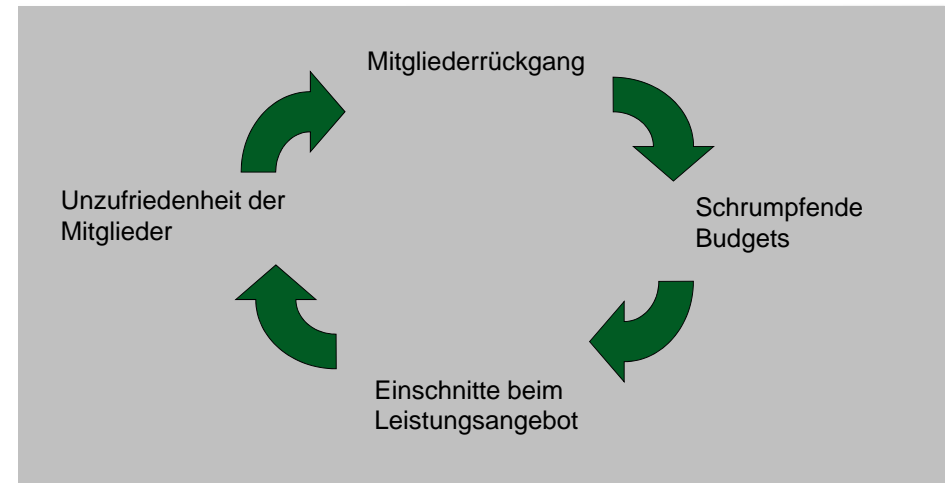 Mitgliederrückgang
Schrumpfende
Budgets
Einschnitte beim
Leistungsangebot
Unzufriedenheit der
Mitglieder